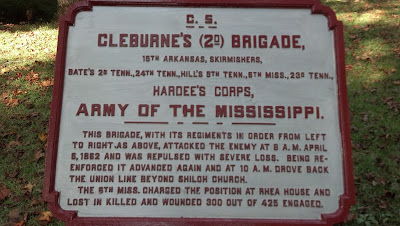 C. S.
CLEBURNE'S (2D) BRIGADE,
15TH ARKANSAS, SKIRMISHERS,
BATE'S 2D TENN., 24TH TENN., HILL'S 5TH TENN., 6TH MISS., 23D TENN.,
HARDEE'S CORPS,
ARMY OF THE MISSISSIPPI.
THIS BRIGADE, WITH ITS REGIMENTS IN ORDER FROM LEFT
TO RIGHT, AS ABOVE, ATTACKED THE ENEMY AT 8 A. M. APRIL
6, 1862 AND WAS REPULSED WITH SEVERE LOSS. BEING RE-
ENFORCED IT ADVANCED AGAIN AND AT 10 A. M. DROVE BACK
THE UNION LINE BEYOND SHILOH CHURCH.
THE 6TH MISS. CHARGED THE POSITION AT RHEA HOUSE AND
LOST IN KILLED AND WOUNDED 300 OUT OF 425 ENGAGED.